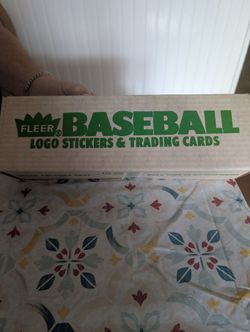 FLEER BASEBALL
LOGO STICKERS & TRADING CARDS